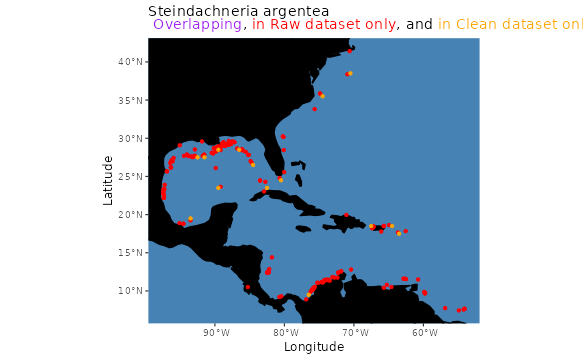 Steindachneria argentea
Overlapping, in Raw dataset only, and in Clean dataset onl
40°W
35°N
30°N
25°N
20°N
15°N
10°N
Latitude
90°W
80°W
70°W
60°W
Longitude